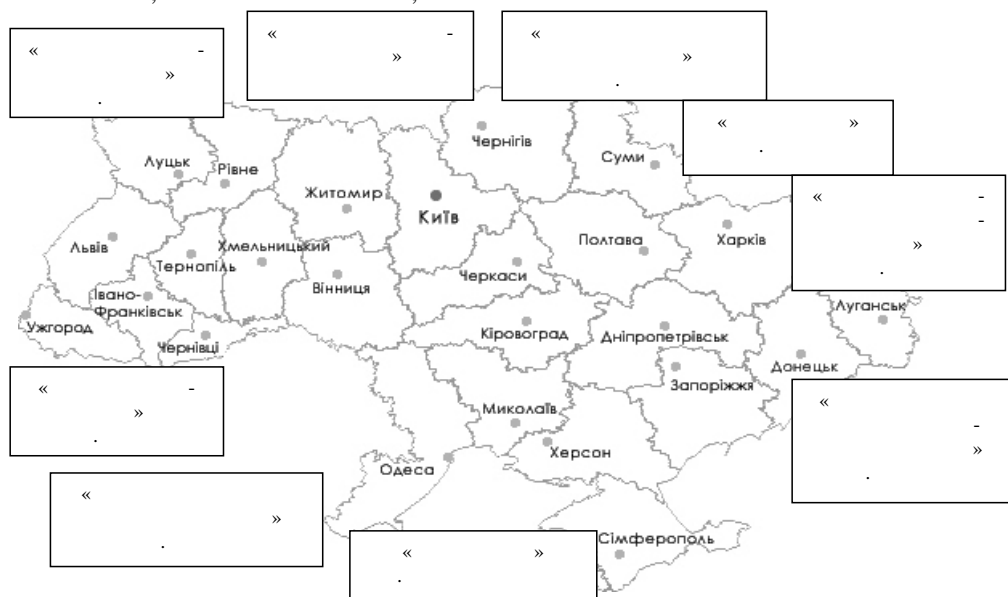 , ,
« -
»
.
« -
»
«
»
.
« »
.
« -
-
»
.
Чернігів
Суми
Луцьк
Рівне
Житомир
Київ
Львів
Тернопіль
Хмельницький
Вінниця
Черкаси
Полтава
Харків
Івано-
Франківськ
Ужгород
Чернівці
Кіровоград
Дніпропетрівськ
Луганськ
Донецьк
Запоріжжя
Миколаїв
Херсон
Одеса
Сімферополь
« -
»
.
«
-
»
.
«
»
.
« »
.